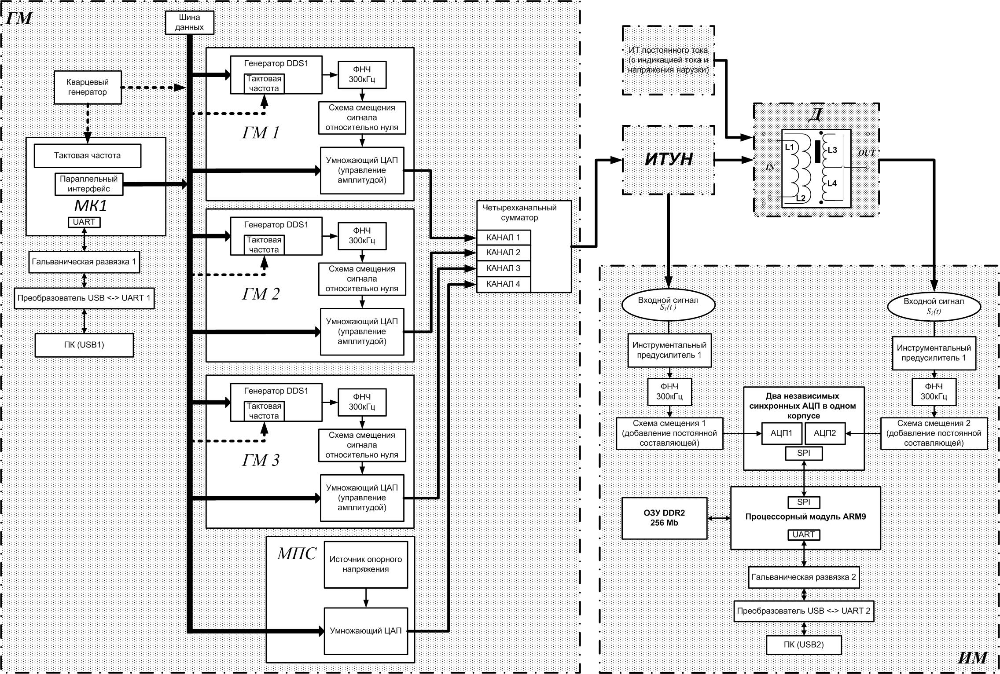 ГМ
Шина
данных
Кварцевый
генератор
Тактовая частота
Параллельный
интерфейс
МК1
UART
Гальваническая развязка 1
Преобразователь USB <-> UART 1
ПК (USB1)
Генератор DDS1
Тактовая
частота
ФНЧ
300кГц
Схема смещения
сигнала
относительно нуля
ГМ 1
Умножающий ЦАП
(управление
амплитудой)
Генератор DDS1
Тактовая
частота
ФНЧ
300кГц
Схема смещения
сигнала
относительно нуля
ГМ 2
Умножающий ЦАП
(управление
амплитудой)
Генератор DDS1
Тактовая
частота
ФНЧ
300кГц
Схема смещения
сигнала
относительно нуля
ГМ 3
Умножающий ЦАП
(управление
амплитудой)
МПС
Источник опорного
напряжения
Умножающий ЦАП
Четырехканальный
сумматор
КАНАЛ 1
КАНАЛ 2
КАНАЛ 3
КАНАЛ 4
ИТ постоянного тока
(с индикацией тока и
напряжения нарузки)
ИТУН
Д
L1
L2
L3
L4
IN
OUT
Входной сигнал
S1(t)
Инструментальный
предусилитель 1
ФНЧ
300кГц
Схема смещения 1
(добавление постоянной
составляющей)
Входной сигнал
S2(t)
Инструментальный
предусилитель 1
ФНЧ
300кГц
Схема смещения 2
(добавление постоянной
составляющей)
Два независимых
синхронных АЦП в одном
корпусе
АЦП1
АЦП2
SPI
SPI
Процессорный модуль ARM9
UART
ОЗУ DDR2
256 Mb
Гальваническая развязка 2
Преобразователь USB <-> UART 2
ПК (USB2)
ИМ